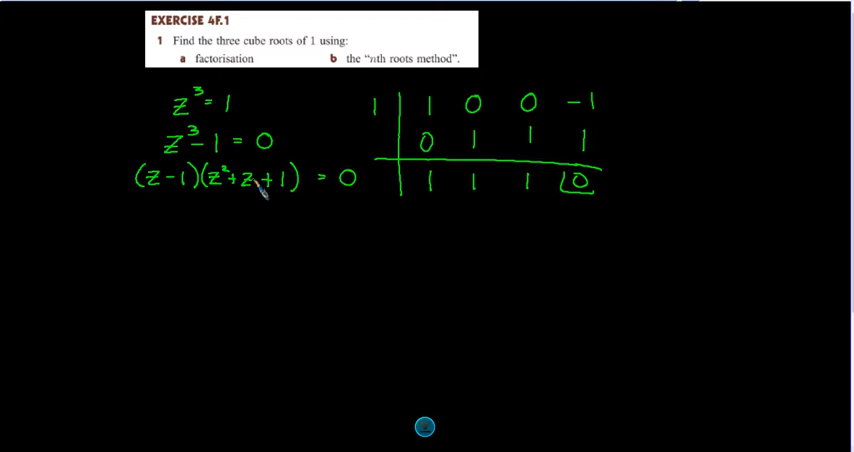 EXERCISE 4F.1
1 Find the three cube roots of 1 using:
a factorisation b the "nth roots method".
z³ = 1
z³ - 1 = 0
(z - 1)(z² + z + 1) = 0
1 | 1 0 0 -1
0 1 1 1
1 1 1 0